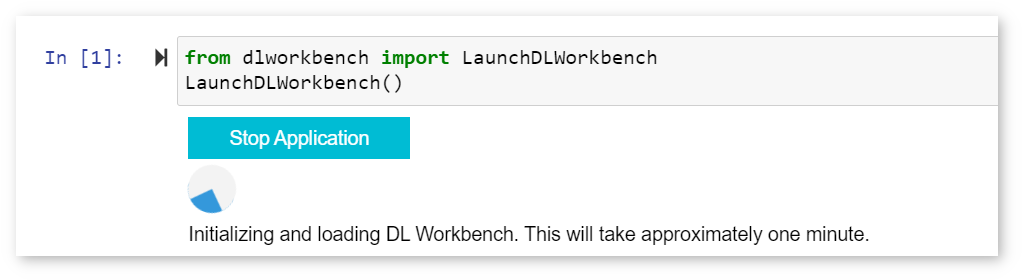 In [1]: from dlworkbench import LaunchDLWorkbench
LaunchDLWorkbench()
Stop Application
Initializing and loading DL Workbench. This will take approximately one minute.